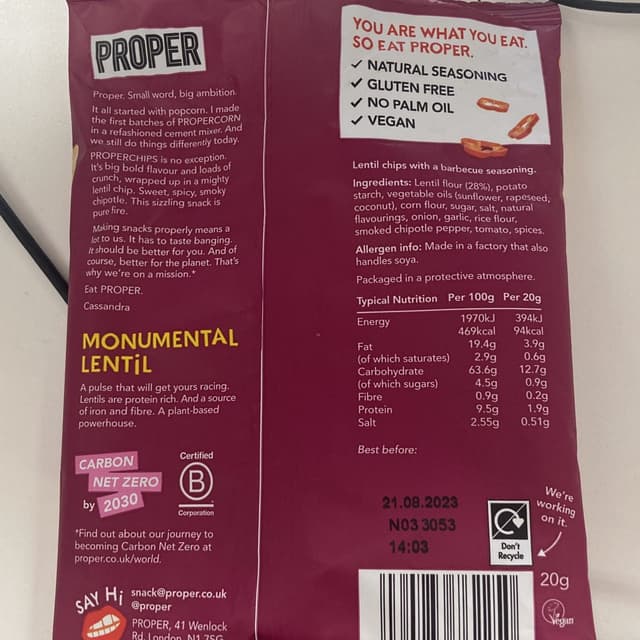 PROPER
Proper. Small word, big ambition.
It all started with popcorn. I made
the first batches of PROPERCORN
in a refashioned cement mixer. And
we still do things differently today.
PROPERCHIPS is no exception.
It's big bold flavour and loads of
crunch, wrapped up in a mighty
lentil chip. Sweet, spicy, smoky
chipotle. This sizzling snack is
pure fire.
Making snacks properly means a
lot to us. It has to taste banging.
It should be better for you. And of
course, better for the planet. That's
why we're on a mission.*
Eat PROPER.
Cassandra
MONUMENTAL
LENTiL
A pulse that will get yours racing.
Lentils are protein rich. And a source
of iron and fibre. A plant-based
powerhouse.
CARBON
NET ZERO
by 2030
Certified
B
Corporation
*Find out about our journey to
becoming Carbon Net Zero at
proper.co.uk/world.
SAY Hi
snack@proper.co.uk
@proper
PROPER, 41 Wenlock
Rd, London, N1 7SG
YOU ARE WHAT YOU EAT.
SO EAT PROPER.
✓ NATURAL SEASONING
✓ GLUTEN FREE
✓ NO PALM OIL
✓ VEGAN
Lentil chips with a barbecue seasoning.
Ingredients: Lentil flour (28%), potato
starch, vegetable oils (sunflower, rapeseed,
coconut), corn flour, sugar, salt, natural
flavourings, onion, garlic, rice flour,
smoked chipotle pepper, tomato, spices.
Allergen info: Made in a factory that also
handles soya.
Packaged in a protective atmosphere.
Typical Nutrition Per 100g Per 20g
Energy 1970kJ 394kJ
469kcal 94kcal
Fat 19.4g 3.9g
(of which saturates) 2.9g 0.6g
Carbohydrate 63.6g 12.7g
(of which sugars) 4.5g 0.9g
Fibre 0.9g 0.2g
Protein 9.5g 1.9g
Salt 2.55g 0.51g
Best before:
21.08.2023
N03 3053
14:03
Don't
Recycle
We're
working
on it.
20g
Vegan